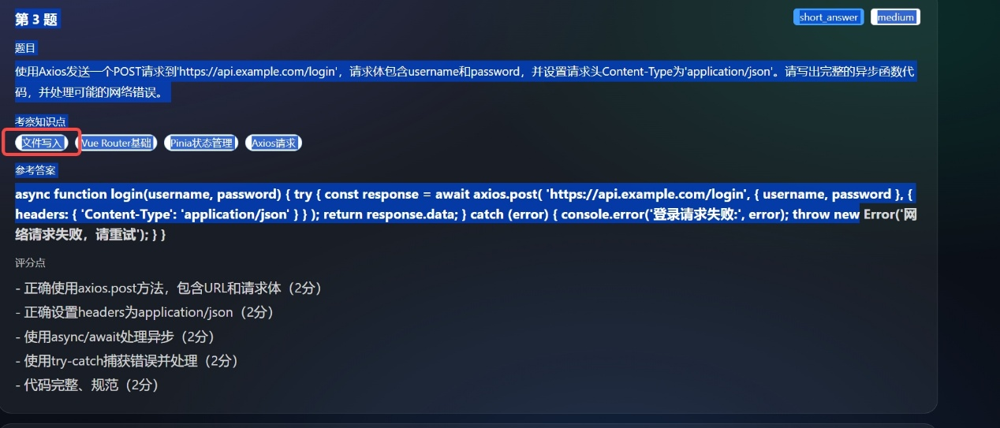 第 3 题
short_answer
medium
题目
使用Axios发送一个POST请求到'https://api.example.com/login'，请求体包含username和password，并设置请求头Content-Type为'application/json'。请写出完整的异步函数代
码，并处理可能的网络错误。
考察知识点
文件写入
Vue Router基础
Pinia状态管理
Axios请求
参考答案
async function login(username, password) { try { const response = await axios.post( 'https://api.example.com/login', { username, password }, {
headers: { 'Content-Type': 'application/json' } } ); return response.data; } catch (error) { console.error('登录请求失败:', error); throw new Error('网
络请求失败，请重试'); } }
评分点
- 正确使用axios.post方法，包含URL和请求体（2分）
- 正确设置headers为application/json（2分）
- 使用async/await处理异步（2分）
- 使用try-catch捕获错误并处理（2分）
- 代码完整、规范（2分）